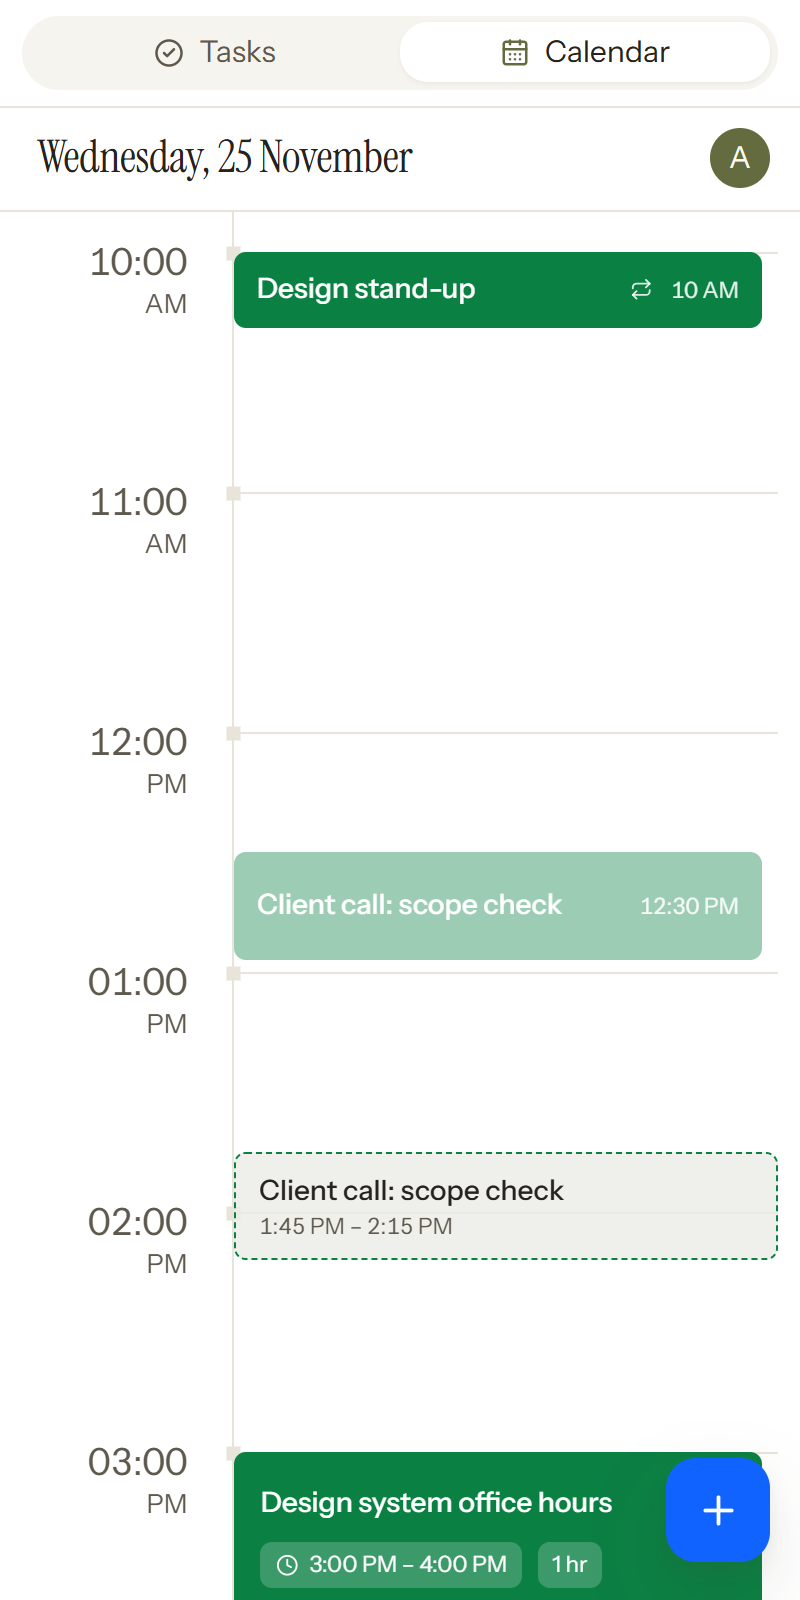 Tasks
Calendar
Wednesday, 25 November
A
10:00
AM
Design stand-up 10 AM
11:00
AM
12:00
PM
Client call: scope check 12:30 PM
01:00
PM
Client call: scope check
1:45 PM – 2:15 PM
02:00
PM
03:00
PM
Design system office hours
3:00 PM – 4:00 PM 1 hr